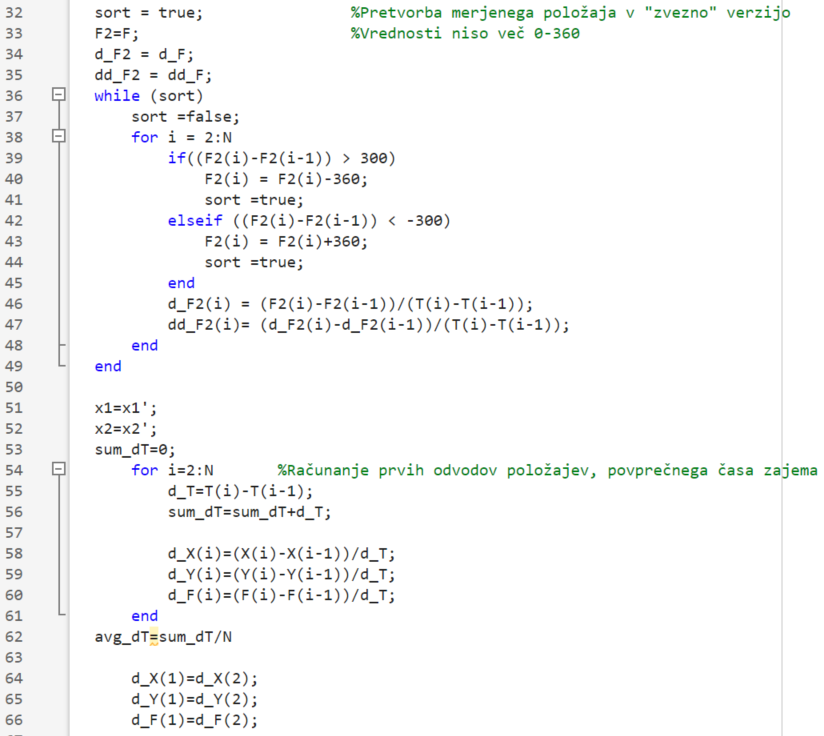 32 sort = true; %Pretvorba merjenega položaja v "zvezno" verzijo
33 F2=F; %Vrednosti niso več 0-360
34 d_F2 = d_F;
35 dd_F2 = dd_F;
36 while (sort)
37 sort =false;
38 for i = 2:N
39 if((F2(i)-F2(i-1)) > 300)
40 F2(i) = F2(i)-360;
41 sort =true;
42 elseif ((F2(i)-F2(i-1)) < -300)
43 F2(i) = F2(i)+360;
44 sort =true;
45 end
46 d_F2(i) = (F2(i)-F2(i-1))/(T(i)-T(i-1));
47 dd_F2(i)= (d_F2(i)-d_F2(i-1))/(T(i)-T(i-1));
48 end
49 end
50
51 x1=x1';
52 x2=x2';
53 sum_dT=0;
54 for i=2:N %Računanje prvih odvodov položajev, povprečnega časa zajema
55 d_T=T(i)-T(i-1);
56 sum_dT=sum_dT+d_T;
57
58 d_X(i)=(X(i)-X(i-1))/d_T;
59 d_Y(i)=(Y(i)-Y(i-1))/d_T;
60 d_F(i)=(F(i)-F(i-1))/d_T;
61 end
62 avg_dT=sum_dT/N
63
64 d_X(1)=d_X(2);
65 d_Y(1)=d_Y(2);
66 d_F(1)=d_F(2);